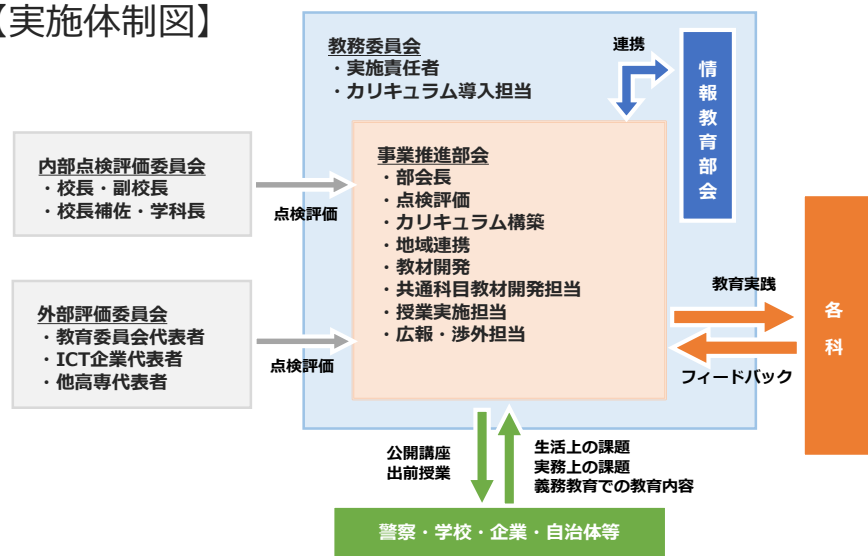 【実施体制図】
教務委員会
・実施責任者
・カリキュラム導入担当
連携
情報教育部会
内部点検評価委員会
・校長・副校長
・校長補佐・学科長
点検評価
事業推進部会
・部会長
・点検評価
・カリキュラム構築
・地域連携
・教材開発
・共通科目教材開発担当
・授業実施担当
・広報・渉外担当
外部評価委員会
・教育委員会代表者
・ICT企業代表者
・他高専代表者
点検評価
教育実践
フィードバック
各科
公開講座
出前授業
生活上の課題
実務上の課題
義務教育での教育内容
警察・学校・企業・自治体等